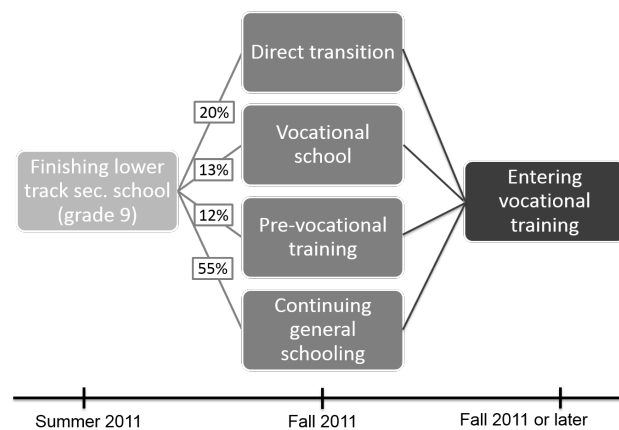 Direct transition
20%
Vocational
school
13%
Finishing lower
track sec. school
(grade 9)
Entering
vocational
training
12%
Pre-vocational
training
55%
Continuing
general
schooling
Summer 2011
Fall 2011
Fall 2011 or later